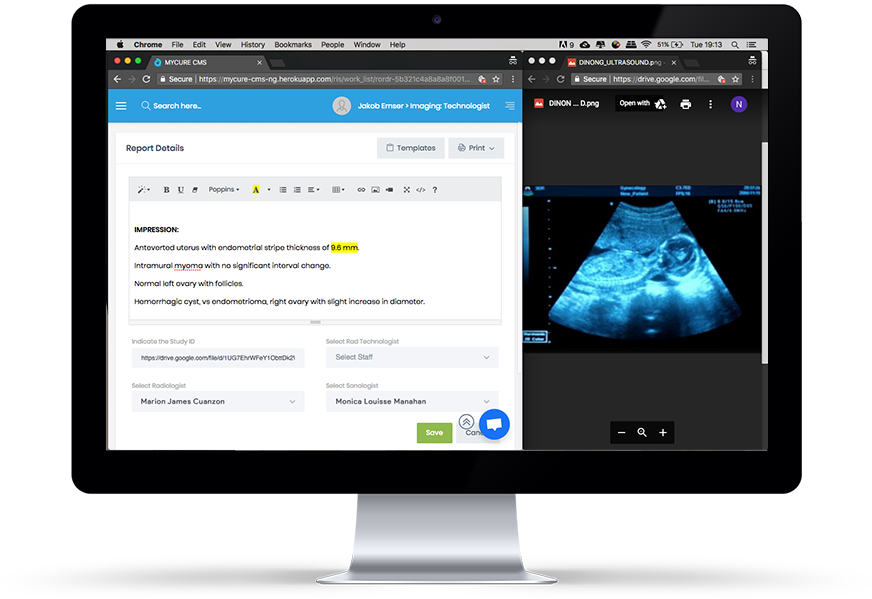 Chrome File Edit View History Bookmarks People Window Help
9 51% Tue 19:13
MYCURE CMS
Secure https://mycure-cms-ng.herokuapp.com/ris/work_list/rordr-5b321c4a8a8a8f001...
Search here...
Jakob Emser > Imaging: Technologist
Report Details
Templates
Print
B U Poppins A </> ?
IMPRESSION:
Anteverted uterus with endometrial stripe thickness of 9.6 mm.
Intramural myoma with no significant interval change.
Normal left ovary with follicles.
Hemorrhagic cyst, vs endometrioma, right ovary with slight increase in diameter.
Indicate the Study ID
Select Rad Technologist
https://drive.google.com/file/d/1UG7EhrWFeY1ObttDk2V
Select Staff
Select Radiologist
Select Sonologist
Marion James Cuanzon
Monica Louisse Manahan
Save
DINONG_ULTRASOUND.png -
Secure https://drive.google.com/fil...
DINON ... D.png
Open with
N
Gynecology
New_Patient